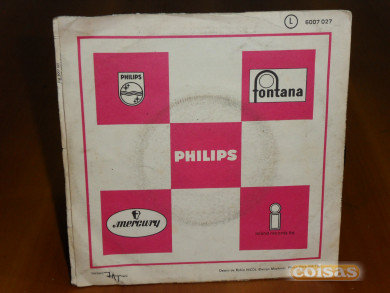 L 6007 027
PHILIPS
fontana
PHILIPS
mercury
i
coisas